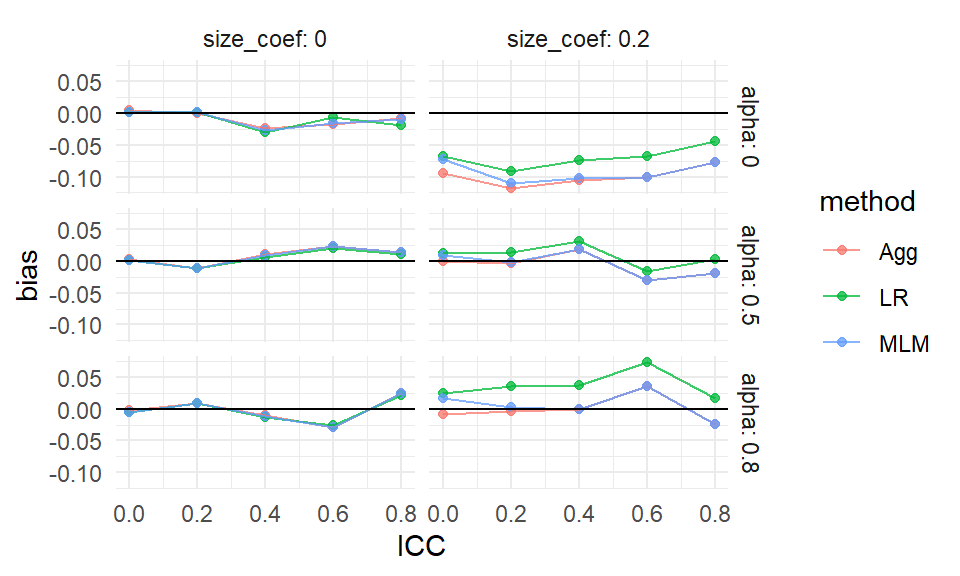 size_coef: 0
size_coef: 0.2
0.05
0.00
-0.05
-0.10
alpha: 0
0.05
0.00
-0.05
-0.10
alpha: 0.5
0.05
0.00
-0.05
-0.10
alpha: 0.8
bias
0.0 0.2 0.4 0.6 0.8
0.0 0.2 0.4 0.6 0.8
ICC
method
Agg
LR
MLM